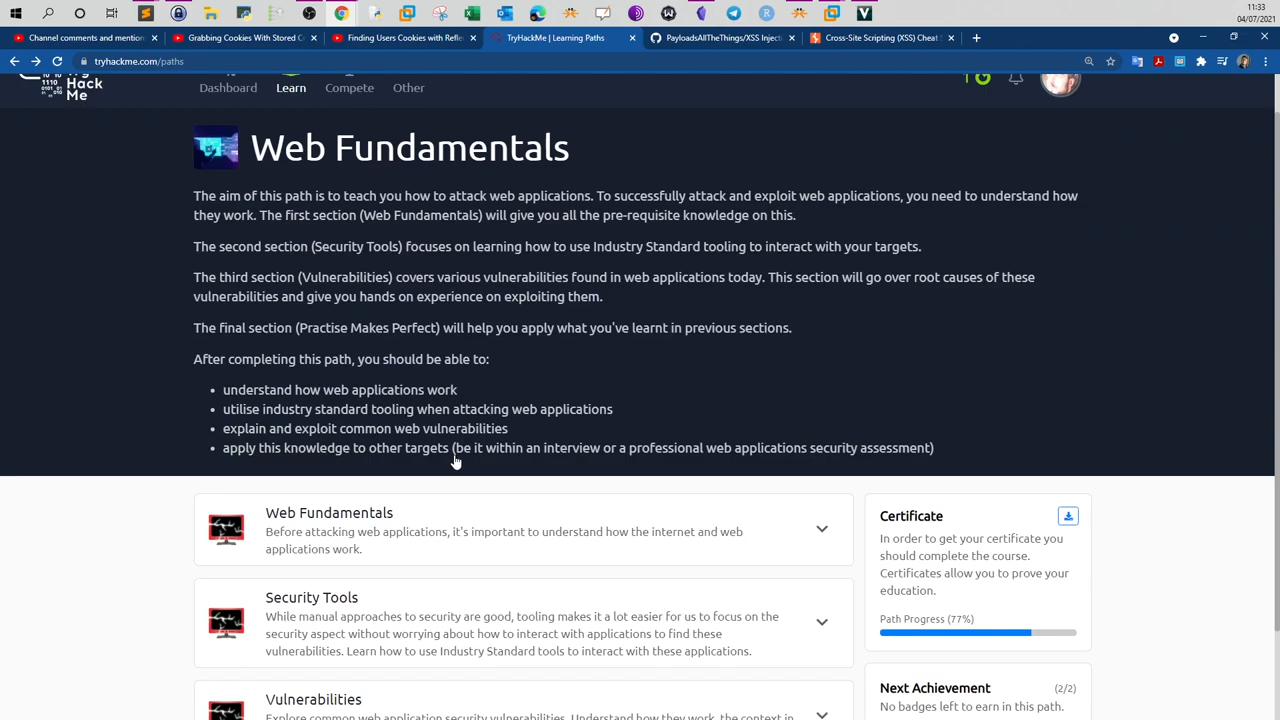 11:33
04/07/2021
Channel comments and mention
Grabbing Cookies With Stored C
Finding Users Cookies with Refle
TryHackMe | Learning Paths
PayloadsAllTheThings/XSS Inject
Cross-Site Scripting (XSS) Cheat S
tryhackme.com/paths
Hack
Me
Dashboard
Learn
Compete
Other
Web Fundamentals
The aim of this path is to teach you how to attack web applications. To successfully attack and exploit web applications, you need to understand how
they work. The first section (Web Fundamentals) will give you all the pre-requisite knowledge on this.
The second section (Security Tools) focuses on learning how to use Industry Standard tooling to interact with your targets.
The third section (Vulnerabilities) covers various vulnerabilities found in web applications today. This section will go over root causes of these
vulnerabilities and give you hands on experience on exploiting them.
The final section (Practise Makes Perfect) will help you apply what you've learnt in previous sections.
After completing this path, you should be able to:
• understand how web applications work
• utilise industry standard tooling when attacking web applications
• explain and exploit common web vulnerabilities
• apply this knowledge to other targets (be it within an interview or a professional web applications security assessment)
Web Fundamentals
Before attacking web applications, it's important to understand how the internet and web
applications work.
Security Tools
While manual approaches to security are good, tooling makes it a lot easier for us to focus on the
security aspect without worrying about how to interact with applications to find these
vulnerabilities. Learn how to use Industry Standard tools to interact with these applications.
Vulnerabilities
Explore common web application security vulnerabilities. Understand how they work, the context in
Certificate
In order to get your certificate you
should complete the course.
Certificates allow you to prove your
education.
Path Progress (77%)
Next Achievement
(2/2)
No badges left to earn in this path.